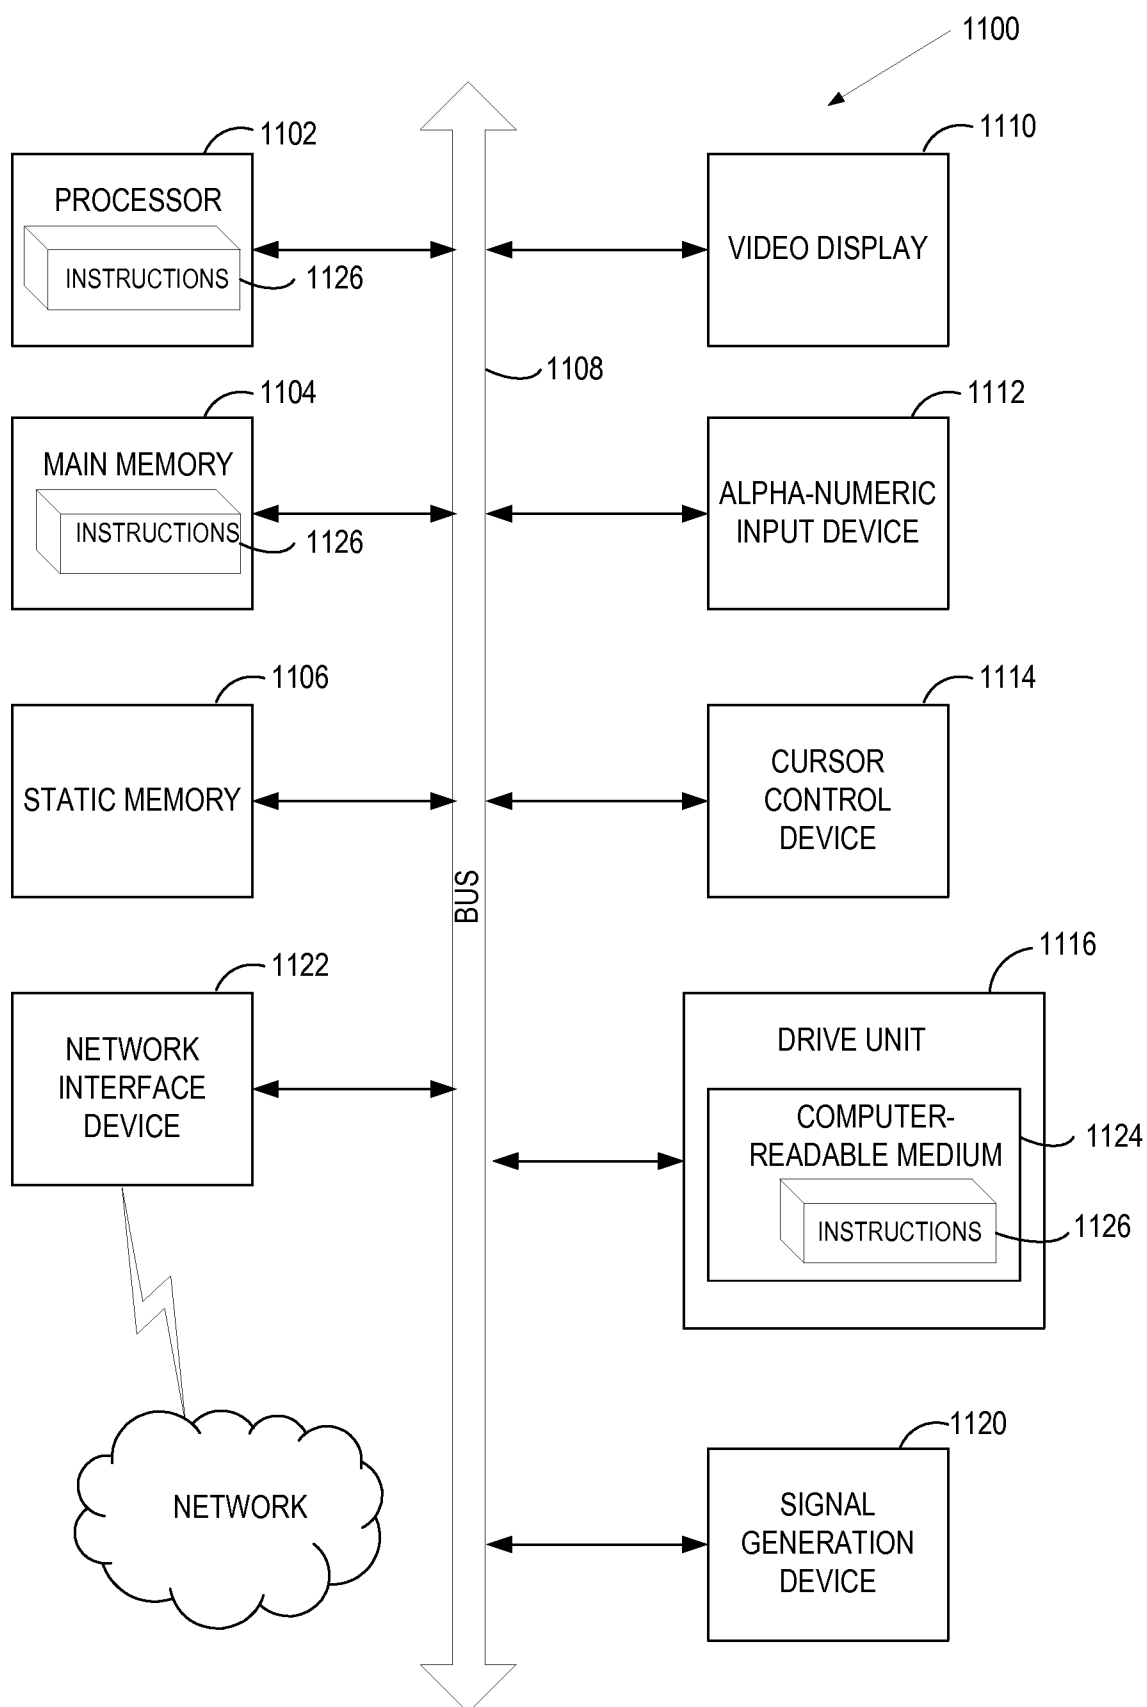 1100
1102
PROCESSOR
INSTRUCTIONS
1126
1110
VIDEO DISPLAY
1108
1104
MAIN MEMORY
INSTRUCTIONS
1126
1112
ALPHA-NUMERIC
INPUT DEVICE
1106
STATIC MEMORY
1114
CURSOR
CONTROL
DEVICE
BUS
1122
NETWORK
INTERFACE
DEVICE
1116
DRIVE UNIT
COMPUTER-
READABLE MEDIUM
1124
INSTRUCTIONS
1126
NETWORK
1120
SIGNAL
GENERATION
DEVICE